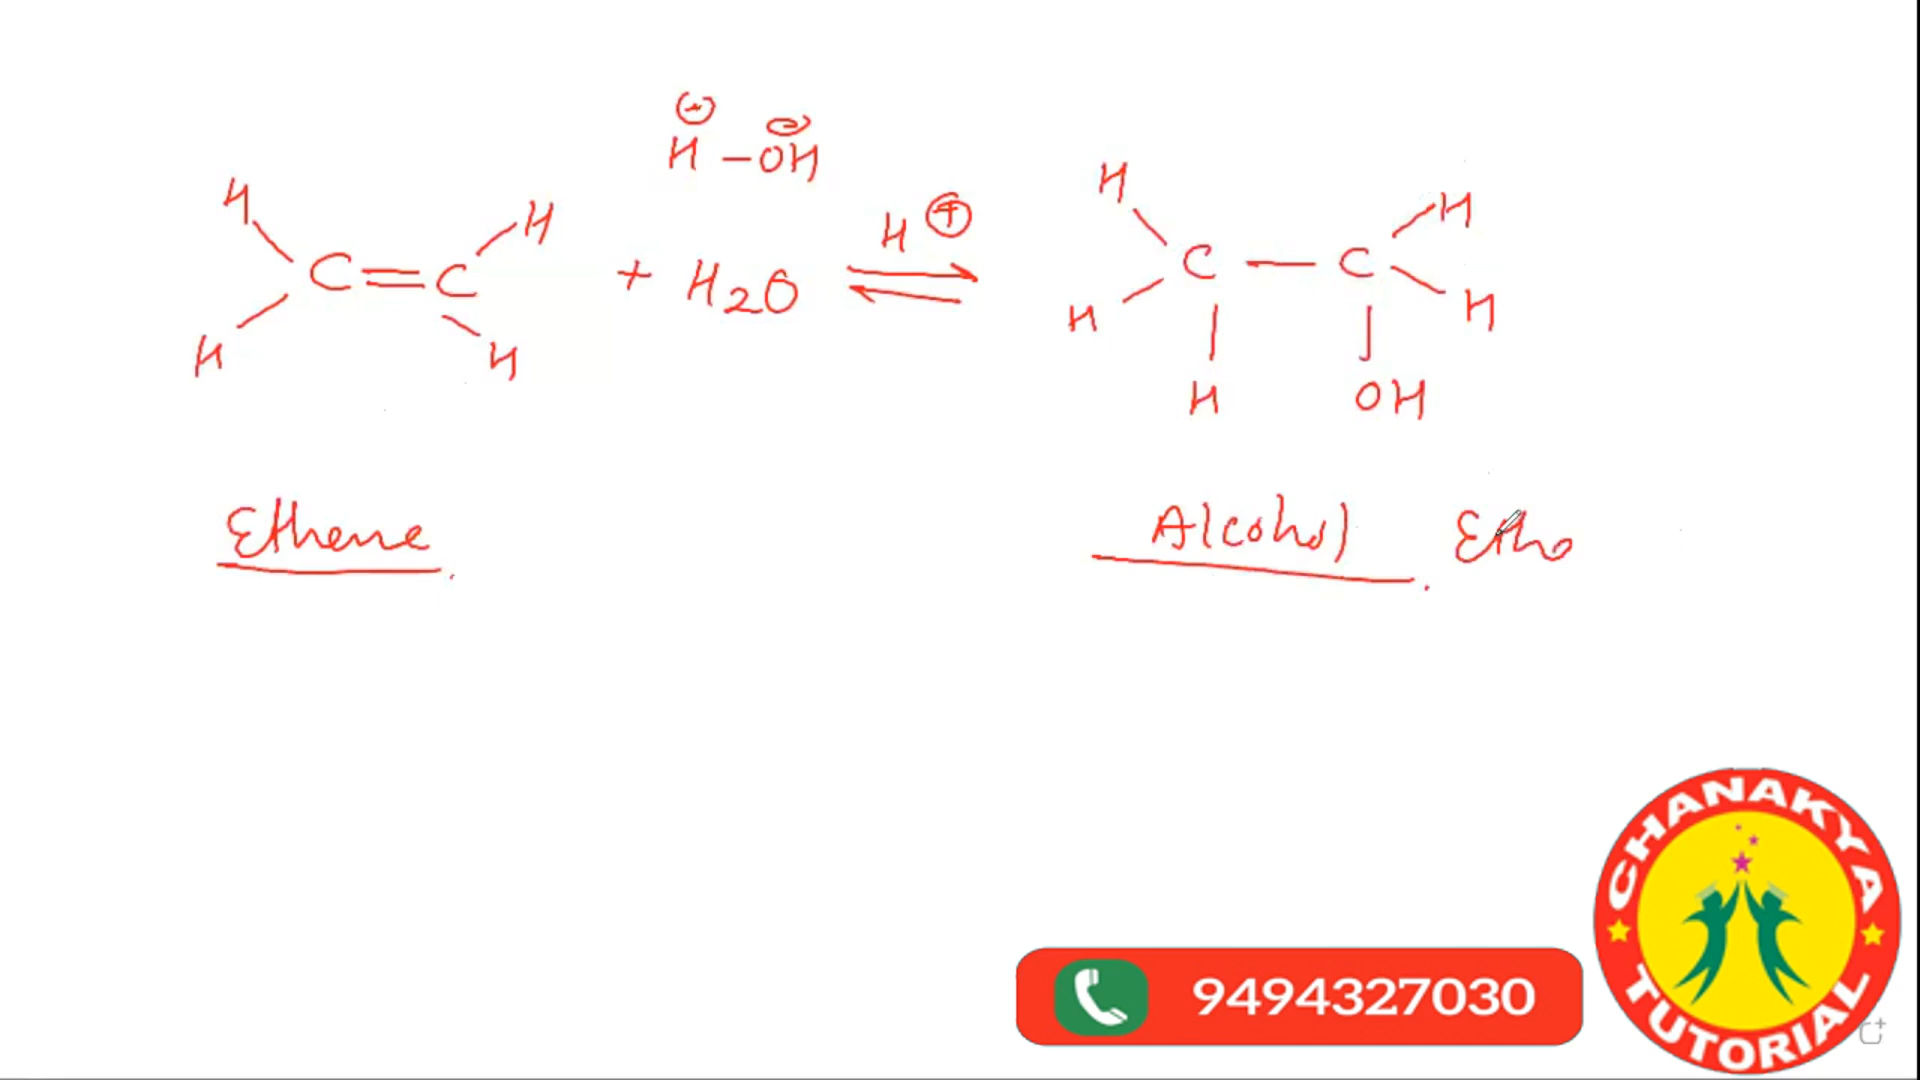 H - OH
H H H ⊕ H H
C = C + H2O ⇌ C — C
H H H H
H OH
Ethene Alcohol Etho
CHANAKYA TUTORIAL
9494327030